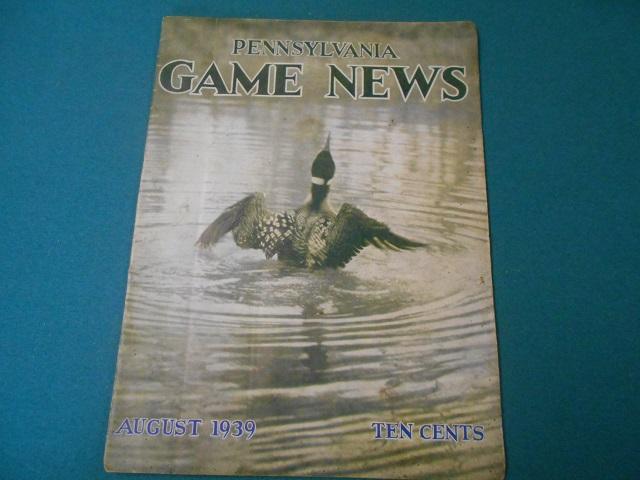 PENNSYLVANIA
GAME NEWS
AUGUST 1939
TEN CENTS